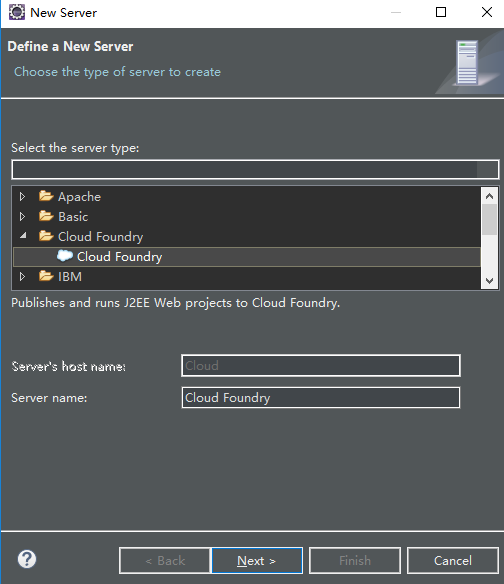 New Server
Define a New Server
Choose the type of server to create
Select the server type:
Apache
Basic
Cloud Foundry
Cloud Foundry
IBM
Publishes and runs J2EE Web projects to Cloud Foundry.
Server's host name: Cloud
Server name: Cloud Foundry
? < Back Next > Finish Cancel